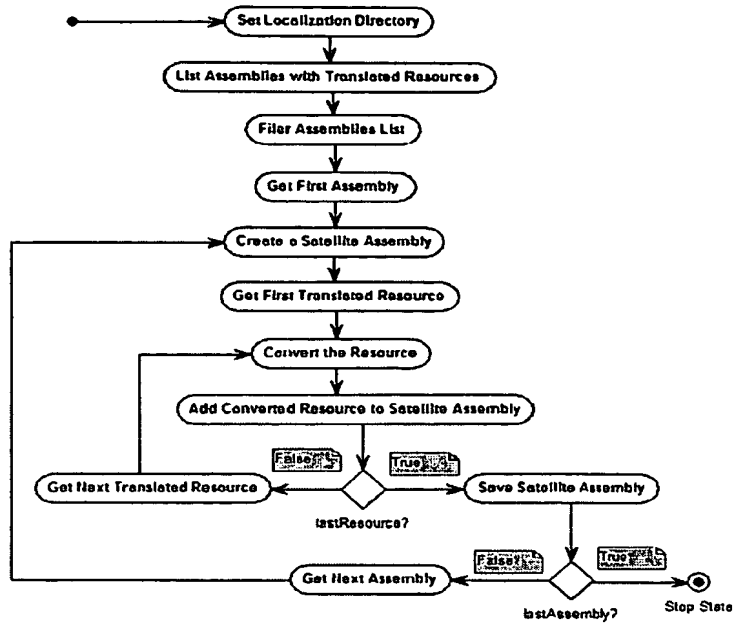 Set Localization Directory
List Assemblies with Translated Resources
Filer Assemblies List
Get First Assembly
Create a Satellite Assembly
Get First Translated Resource
Convert the Resource
Add Converted Resource to Satellite Assembly
False
True
Get Next Translated Resource
Save Satellite Assembly
lastResource?
False
True
Get Next Assembly
lastAssembly?
Stop State